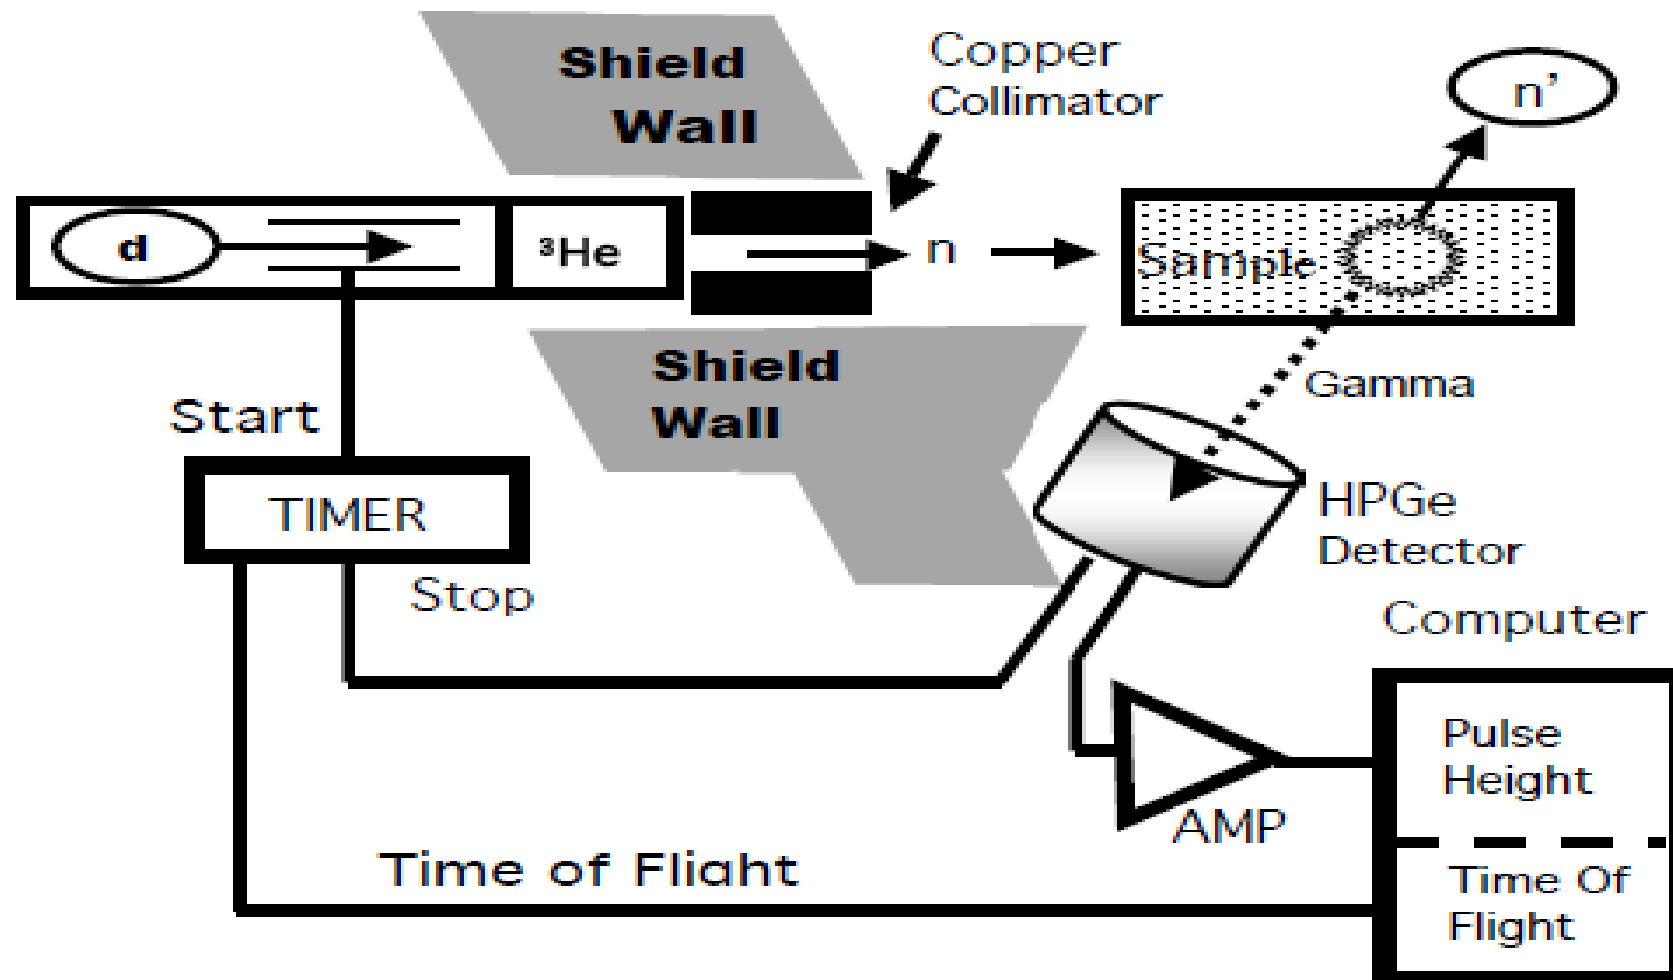 Shield
Wall
Copper
Collimator
n'
d
³He
n
Sample
Shield
Wall
Gamma
Start
TIMER
HPGe
Detector
Stop
Computer
Pulse
Height
AMP
Time of Flight
Time Of
Flight